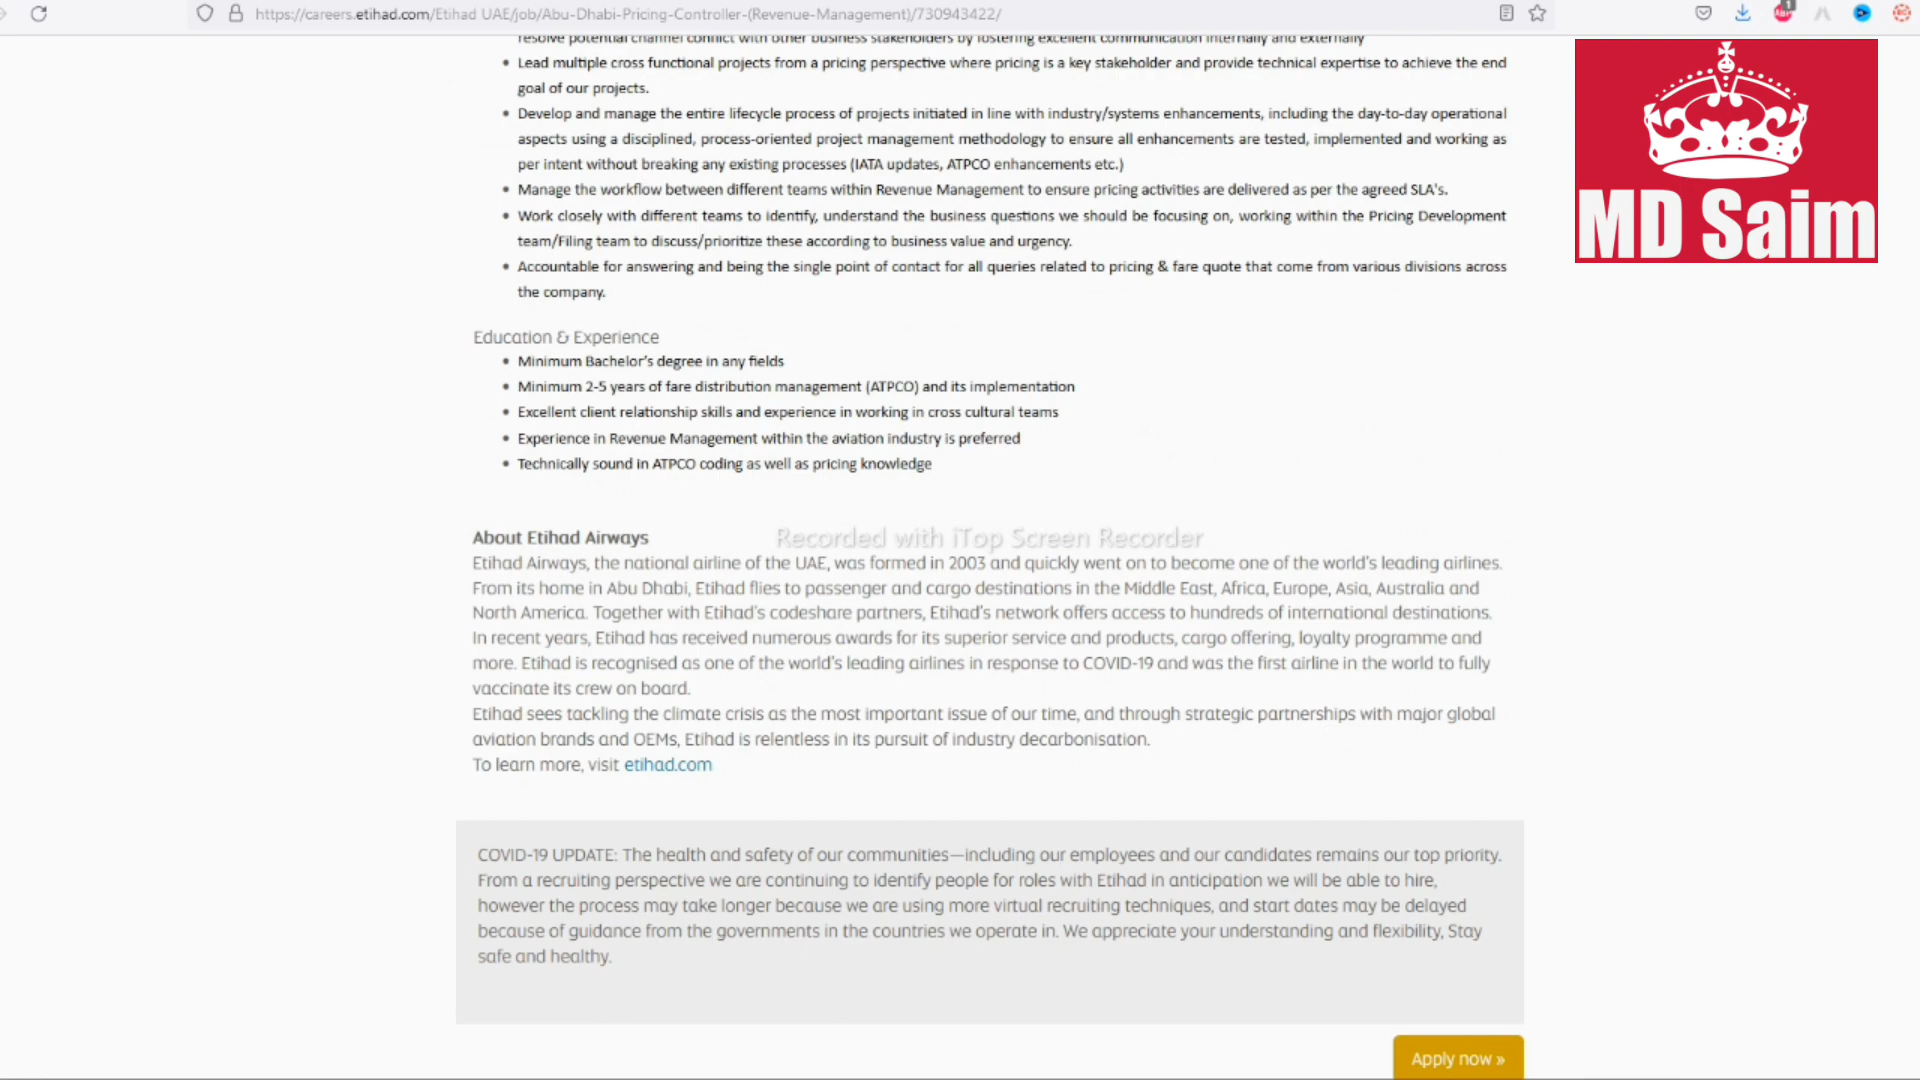 https://careers.etihad.com/Etihad UAE/job/Abu-Dhabi-Pricing-Controller-(Revenue-Management)/730943422/
1
resolve potential channel conflict with other business stakeholders by fostering excellent communication internally and externally
• Lead multiple cross functional projects from a pricing perspective where pricing is a key stakeholder and provide technical expertise to achieve the end
goal of our projects.
• Develop and manage the entire lifecycle process of projects initiated in line with industry/systems enhancements, including the day-to-day operational
aspects using a disciplined, process-oriented project management methodology to ensure all enhancements are tested, implemented and working as
per intent without breaking any existing processes (IATA updates, ATPCO enhancements etc.)
• Manage the workflow between different teams within Revenue Management to ensure pricing activities are delivered as per the agreed SLA's.
• Work closely with different teams to identify, understand the business questions we should be focusing on, working within the Pricing Development
team/Filing team to discuss/prioritize these according to business value and urgency.
• Accountable for answering and being the single point of contact for all queries related to pricing & fare quote that come from various divisions across
the company.
MD Saim
Education & Experience
• Minimum Bachelor's degree in any fields
• Minimum 2-5 years of fare distribution management (ATPCO) and its implementation
• Excellent client relationship skills and experience in working in cross cultural teams
• Experience in Revenue Management within the aviation industry is preferred
• Technically sound in ATPCO coding as well as pricing knowledge
About Etihad Airways
Recorded with iTop Screen Recorder
Etihad Airways, the national airline of the UAE, was formed in 2003 and quickly went on to become one of the world's leading airlines.
From its home in Abu Dhabi, Etihad flies to passenger and cargo destinations in the Middle East, Africa, Europe, Asia, Australia and
North America. Together with Etihad's codeshare partners, Etihad's network offers access to hundreds of international destinations.
In recent years, Etihad has received numerous awards for its superior service and products, cargo offering, loyalty programme and
more. Etihad is recognised as one of the world's leading airlines in response to COVID-19 and was the first airline in the world to fully
vaccinate its crew on board.
Etihad sees tackling the climate crisis as the most important issue of our time, and through strategic partnerships with major global
aviation brands and OEMs, Etihad is relentless in its pursuit of industry decarbonisation.
To learn more, visit etihad.com
COVID-19 UPDATE: The health and safety of our communities—including our employees and our candidates remains our top priority.
From a recruiting perspective we are continuing to identify people for roles with Etihad in anticipation we will be able to hire,
however the process may take longer because we are using more virtual recruiting techniques, and start dates may be delayed
because of guidance from the governments in the countries we operate in. We appreciate your understanding and flexibility, Stay
safe and healthy.
Apply now »